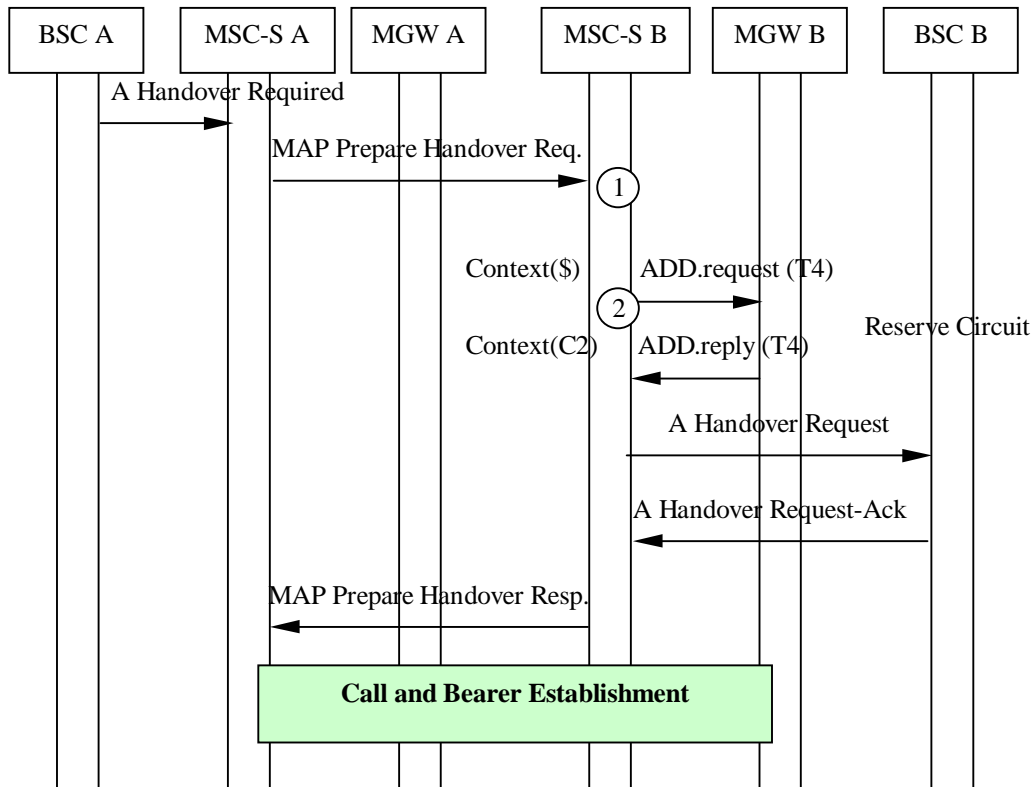 BSC A MSC-S A MGW A MSC-S B MGW B BSC B
A Handover Required
MAP Prepare Handover Req.
1
Context($) ADD.request (T4)
2
Reserve Circuit
Context(C2) ADD.reply (T4)
A Handover Request
A Handover Request-Ack
MAP Prepare Handover Resp.
Call and Bearer Establishment